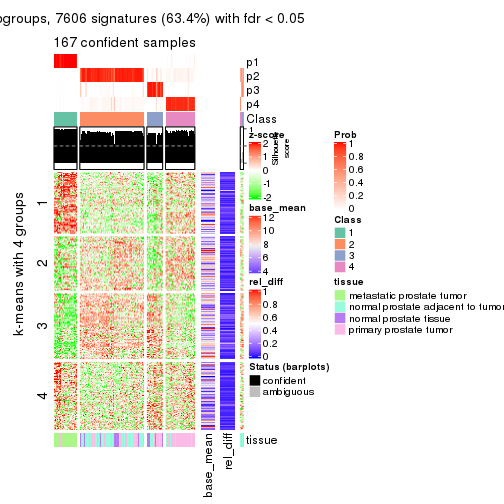 ogroups, 7606 signatures (63.4%) with fdr < 0.05
167 confident samples
p1
p2
p3
p4
Class
Silhouette
score
1
z-score
2
1
0
-1
-2
base_mean
12
10
8
6
4
rel_diff
1
0.8
0.6
0.4
0.2
0
Status (barplots)
confident
ambiguous
Prob
1
0.8
0.6
0.4
0.2
0
Class
1
2
3
4
tissue
metastatic prostate tumor
normal prostate adjacent to tumor
normal prostate tissue
primary prostate tumor
k-means with 4 groups
1
2
3
4
base_mean
rel_diff
tissue